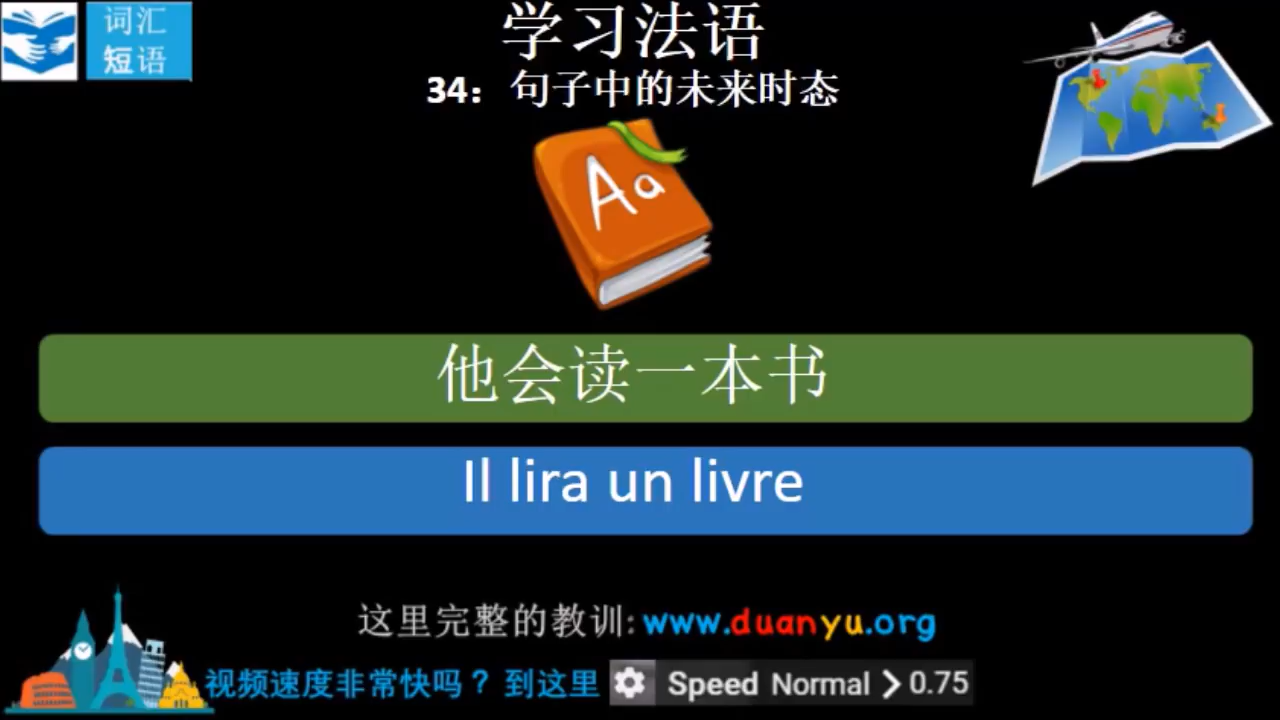 词汇
短语
学习法语
34：句子中的未来时态
Aa
他会读一本书
Il lira un livre
这里完整的教训: www.duanyu.org
视频速度非常快吗？ 到这里 Speed Normal > 0.75